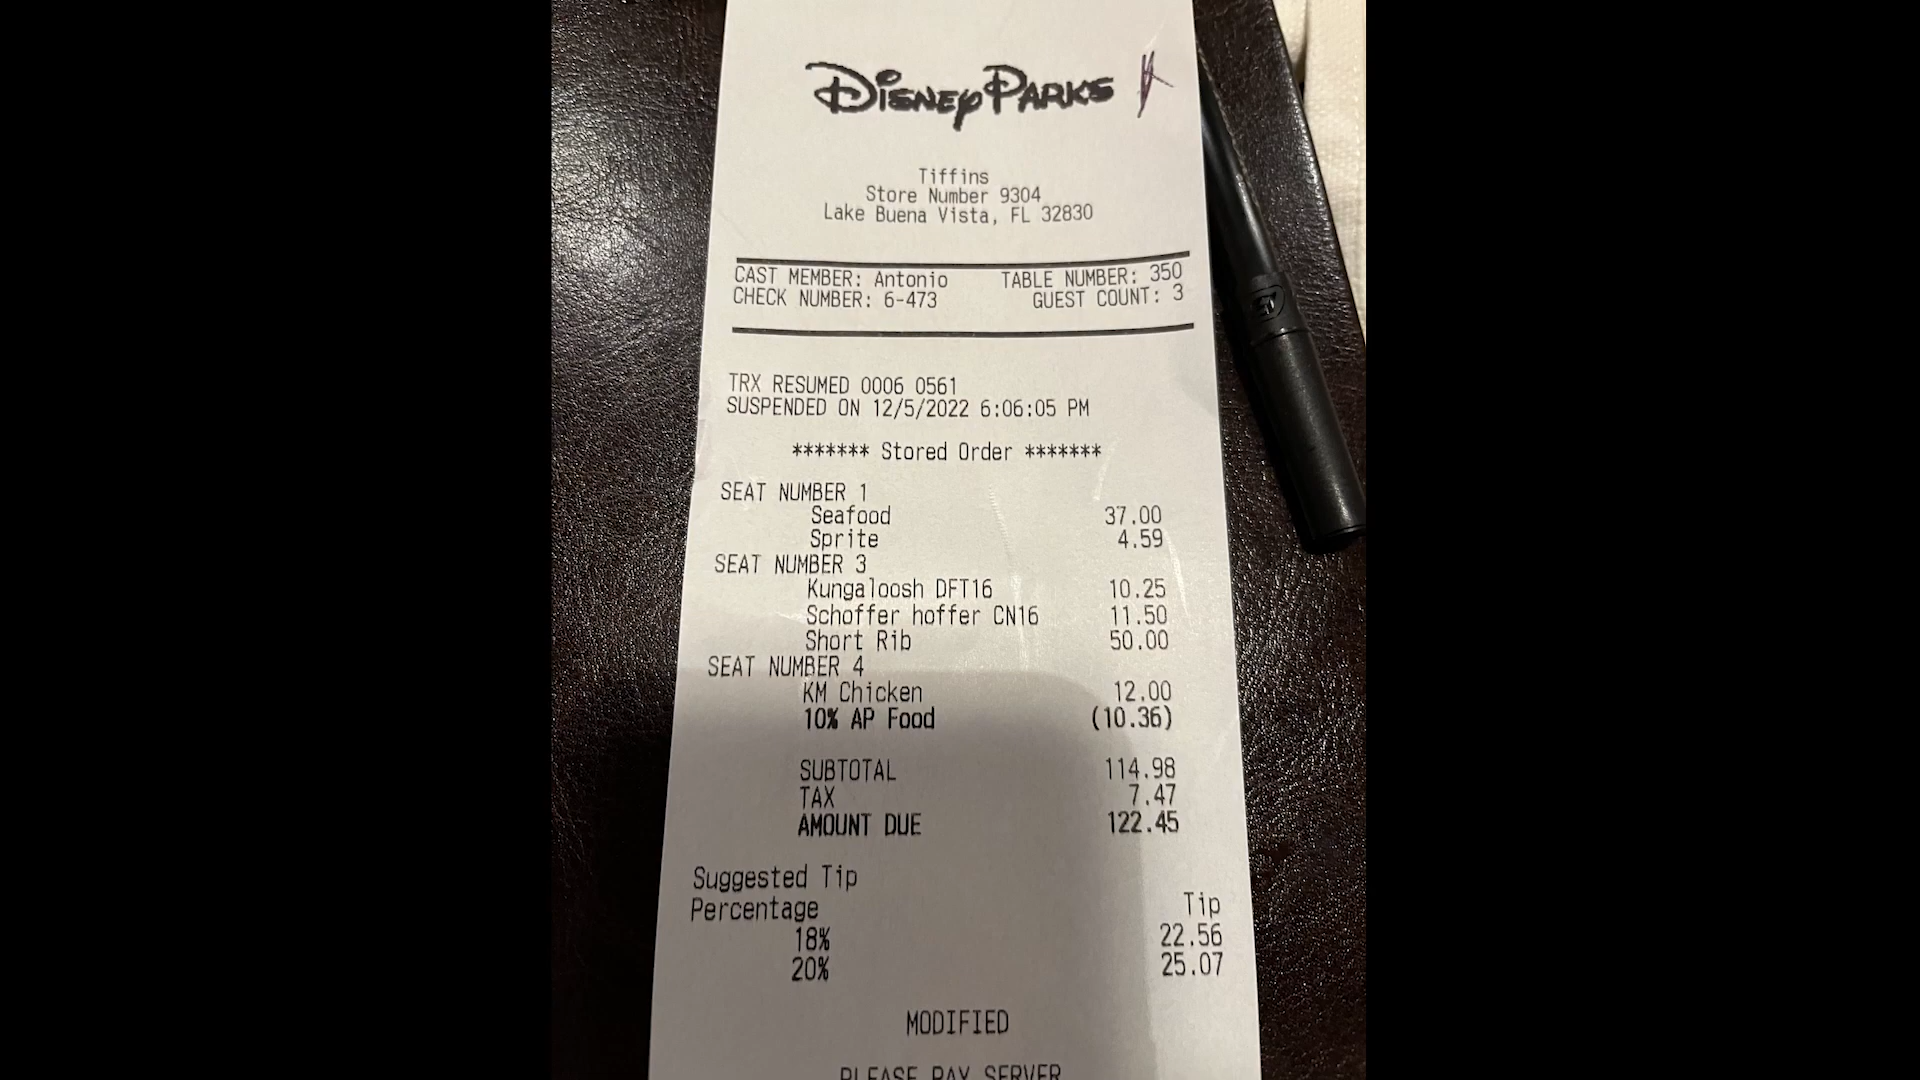 Disney Parks
Tiffins
Store Number 9304
Lake Buena Vista, FL 32830
CAST MEMBER: Antonio TABLE NUMBER: 350
CHECK NUMBER: 6-473 GUEST COUNT: 3
TRX RESUMED 0006 0561
SUSPENDED ON 12/5/2022 6:06:05 PM
******* Stored Order *******
SEAT NUMBER 1
Seafood 37.00
Sprite 4.59
SEAT NUMBER 3
Kungaloosh DFT16 10.25
Schoffer hoffer CN16 11.50
Short Rib 50.00
SEAT NUMBER 4
KM Chicken 12.00
10% AP Food (10.36)
SUBTOTAL 114.98
TAX 7.47
AMOUNT DUE 122.45
Suggested Tip
Percentage Tip
18% 22.56
20% 25.07
MODIFIED
PLEASE PAY SERVER